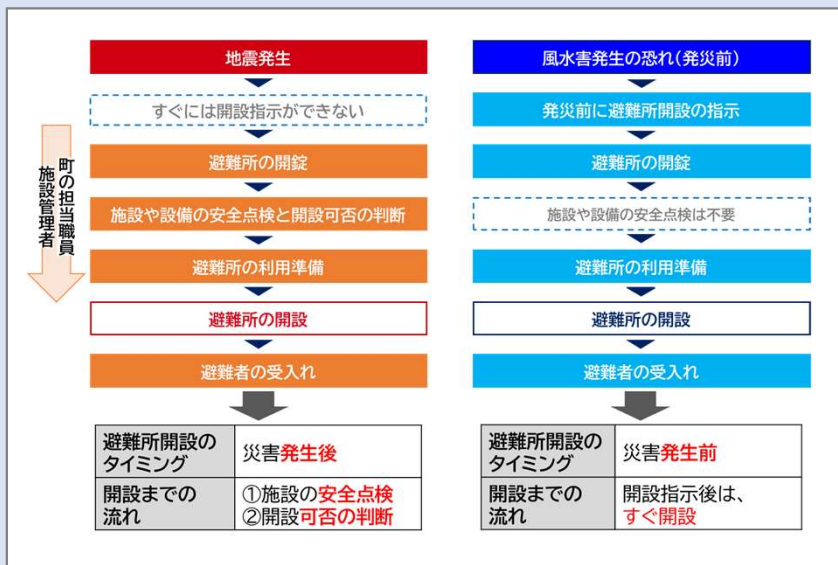 地震発生
すぐには開設指示ができない
避難所の開錠
施設や設備の安全点検と開設可否の判断
避難所の利用準備
避難所の開設
避難者の受入れ
町の担当職員
施設管理者
避難所開設の
タイミング
災害発生後
開設までの
流れ
①施設の安全点検
②開設可否の判断
風水害発生の恐れ(発災前)
発災前に避難所開設の指示
避難所の開錠
施設や設備の安全点検は不要
避難所の利用準備
避難所の開設
避難者の受入れ
避難所開設の
タイミング
災害発生前
開設までの
流れ
開設指示後は、
すぐ開設